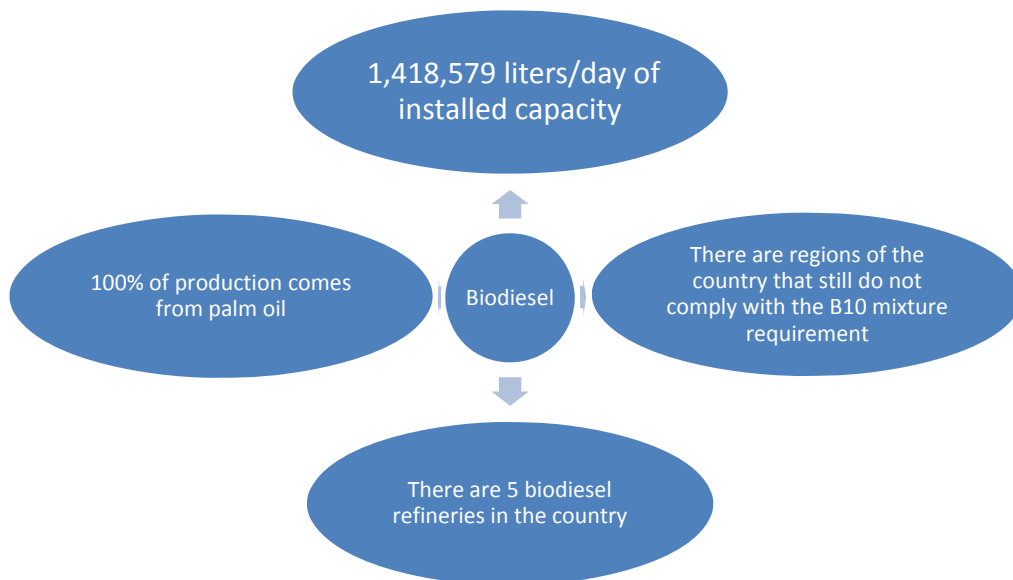 1,418,579 liters/day of
installed capacity
100% of production comes
from palm oil
Biodiesel
There are regions of the
country that still do not
comply with the B10 mixture
requirement
There are 5 biodiesel
refineries in the country